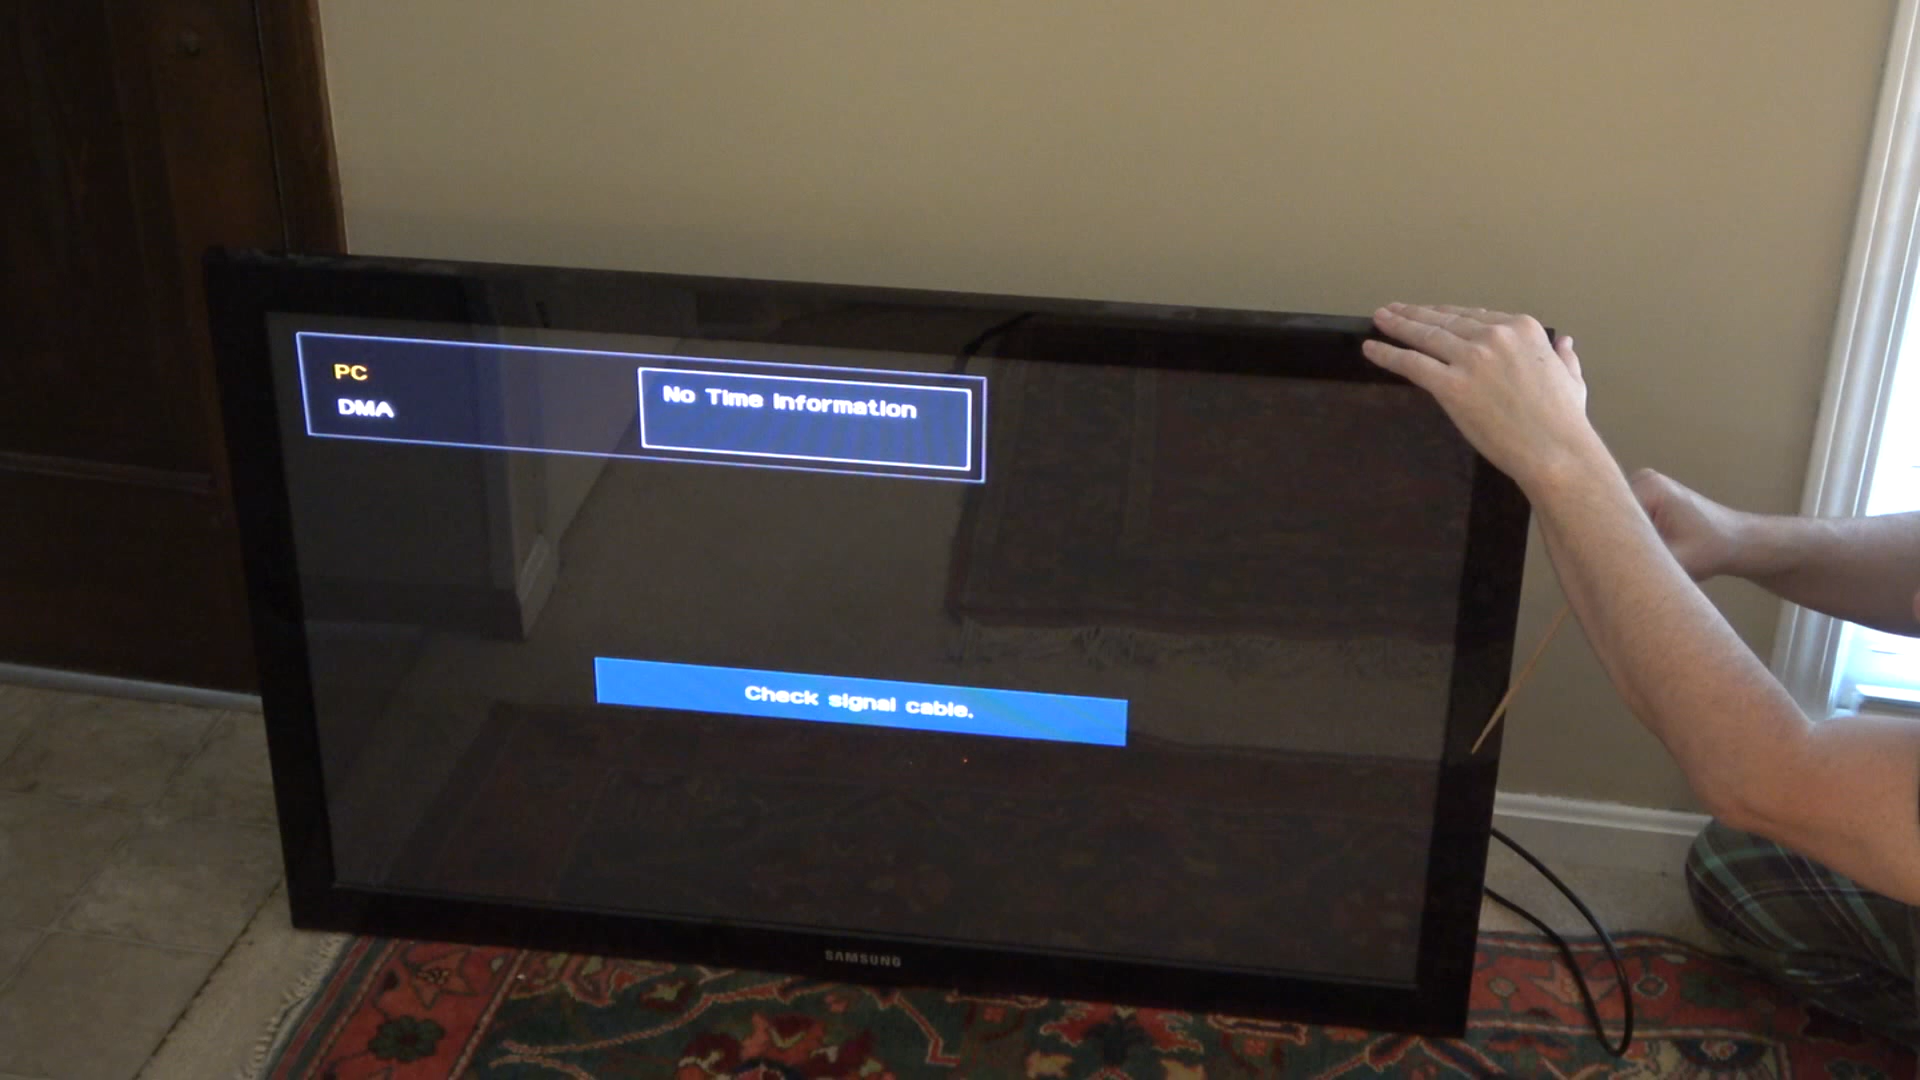 PC
DMA
No Time Information
Check signal cable.
SAMSUNG